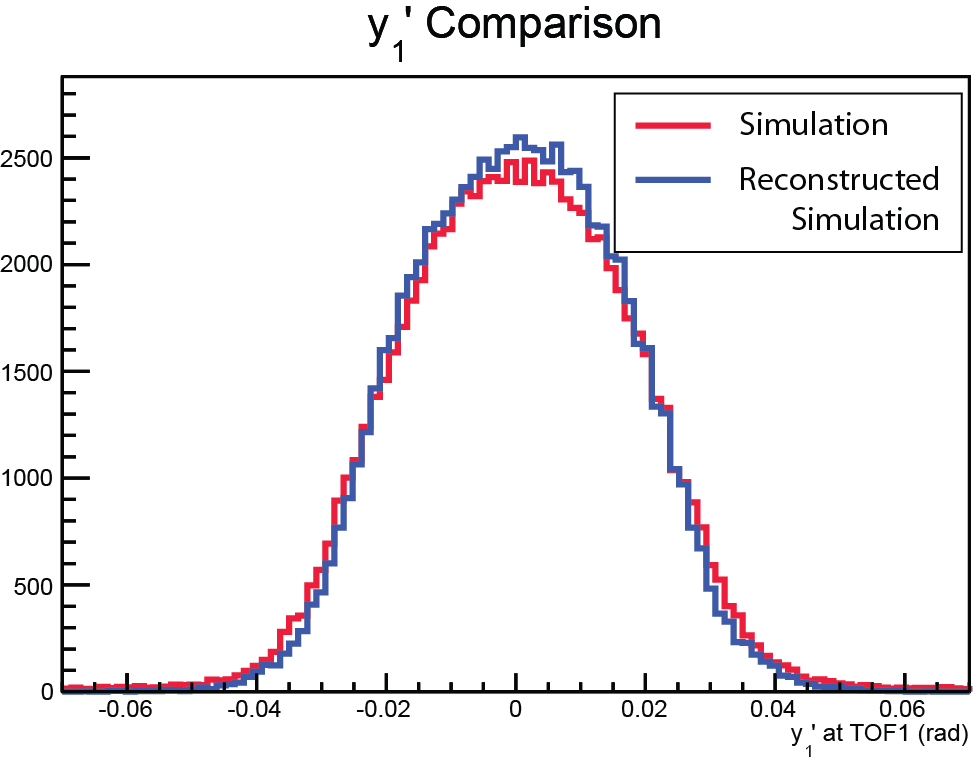 y1' Comparison
Simulation
Reconstructed
Simulation
2500
2000
1500
1000
500
0
-0.06 -0.04 -0.02 0 0.02 0.04 0.06
y1' at TOF1 (rad)